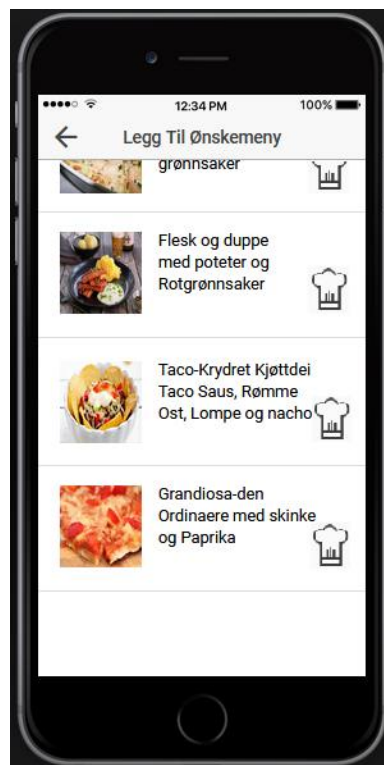 12:34 PM
100%
Legg Til Ønskemeny
grønnsaker
Flesk og duppe
med poteter og
Rotgrønnsaker
Taco-Krydret Kjøttdei
Taco Saus, Rømme
Ost, Lompe og nacho
Grandiosa-den
Ordinaere med skinke
og Paprika